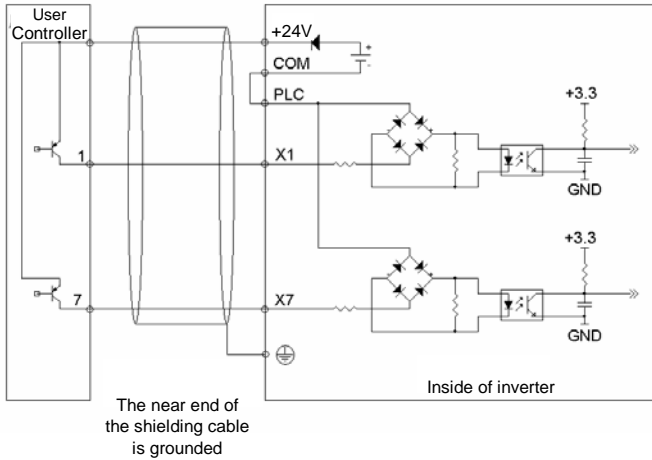 User
Controller
+24V
COM
PLC
+
-
+3.3
1
X1
-
+
GND
+3.3
7
X7
-
+
GND
The near end of
the shielding cable
is grounded
Inside of inverter